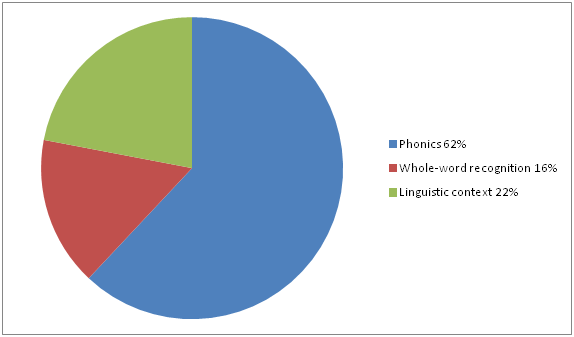 Phonics 62%
Whole-word recognition 16%
Linguistic context 22%